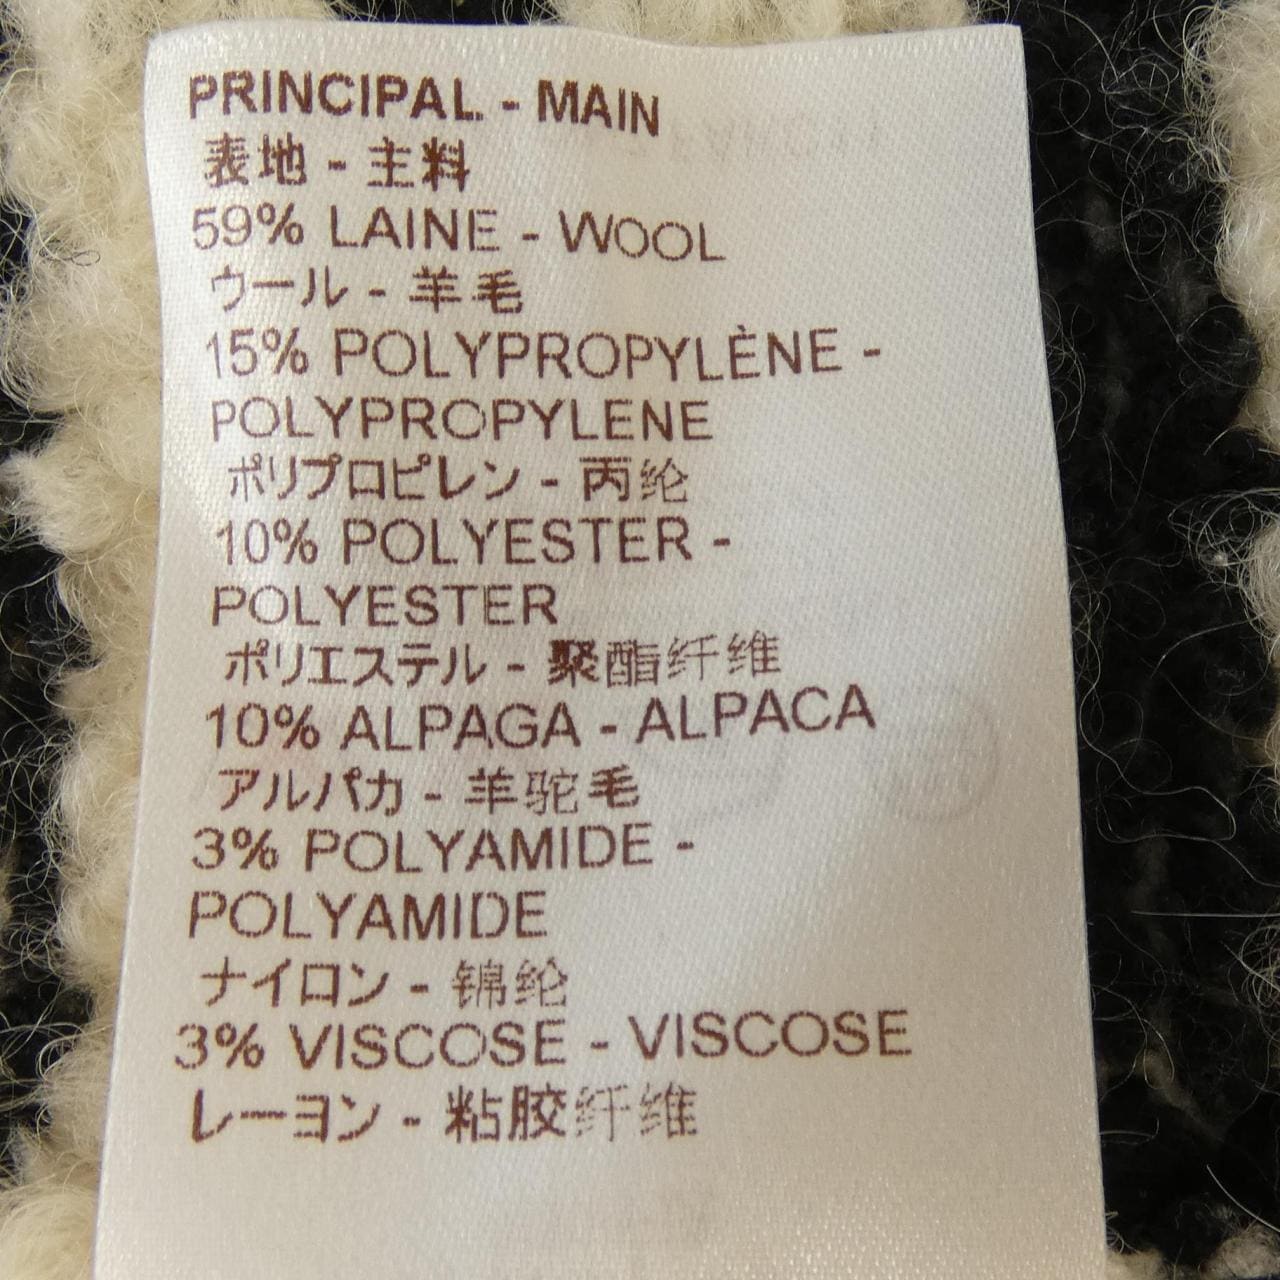 PRINCIPAL - MAIN
表地 - 主料
59% LAINE - WOOL
ウール - 羊毛
15% POLYPROPYLÈNE -
POLYPROPYLENE
ポリプロピレン - 丙纶
10% POLYESTER -
POLYESTER
ポリエステル - 聚酯纤维
10% ALPAGA - ALPACA
アルパカ - 羊驼毛
3% POLYAMIDE -
POLYAMIDE
ナイロン - 锦纶
3% VISCOSE - VISCOSE
レーヨン - 粘胶纤维